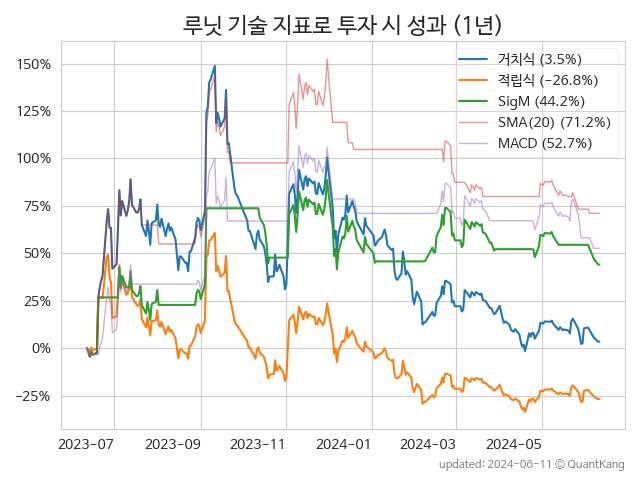 루닛 기술 지표로 투자 시 성과 (1년)
거치식 (3.5%)
적립식 (−26.8%)
SigM (44.2%)
SMA(20) (71.2%)
MACD (52.7%)
150%
125%
100%
75%
50%
25%
0%
−25%
2023-07 2023-09 2023-11 2024-01 2024-03 2024-05
updated: 2024-06-11 © QuantKang